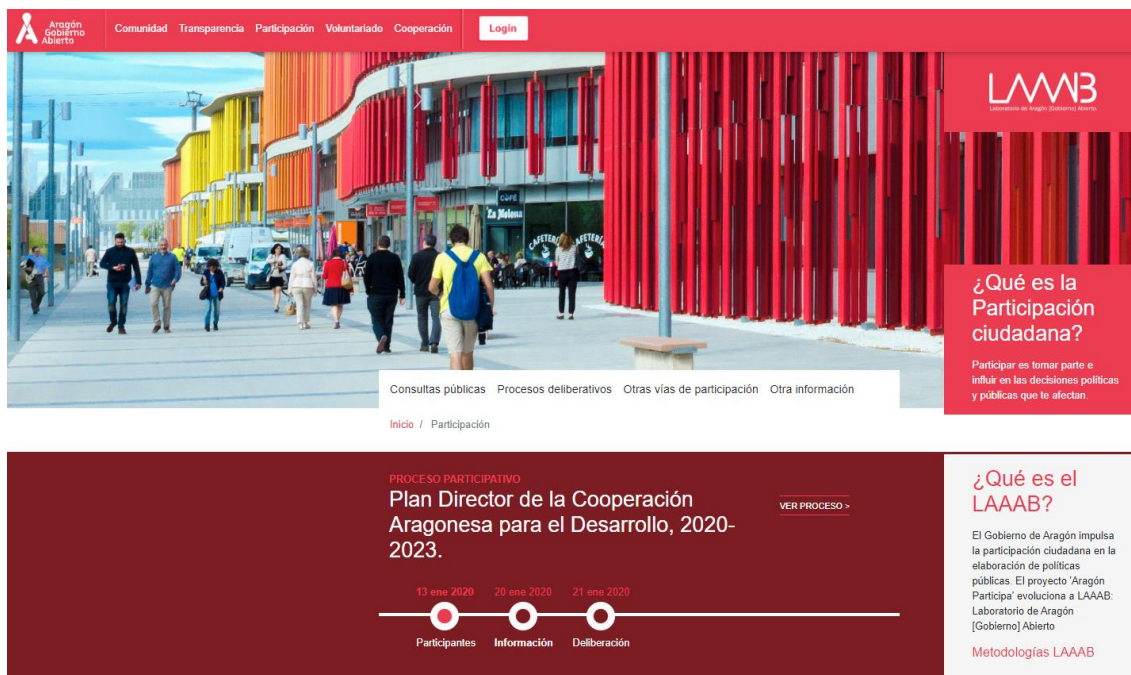 Aragón
Gobierno
Abierto
Comunidad Transparencia Participación Voluntariado Cooperación
Login
LAAAB
Laboratorio de Aragón [Gobierno] Abierto.
CAFE
La Molena
CAFETERÍA
CAFETERÍA
¿Qué es la
Participación
ciudadana?
Participar es tomar parte e
influir en las decisiones políticas
y públicas que te afectan.
Consultas públicas Procesos deliberativos Otras vías de participación Otra información
Inicio / Participación
PROCESO PARTICIPATIVO
Plan Director de la Cooperación
Aragonesa para el Desarrollo, 2020-
2023.
VER PROCESO >
13 ene 2020 20 ene 2020 21 ene 2020
Participantes Información Deliberación
¿Qué es el
LAAAB?
El Gobierno de Aragón impulsa
la participación ciudadana en la
elaboración de políticas
públicas. El proyecto 'Aragón
Participa' evoluciona a LAAAB:
Laboratorio de Aragón
[Gobierno] Abierto
Metodologías LAAAB